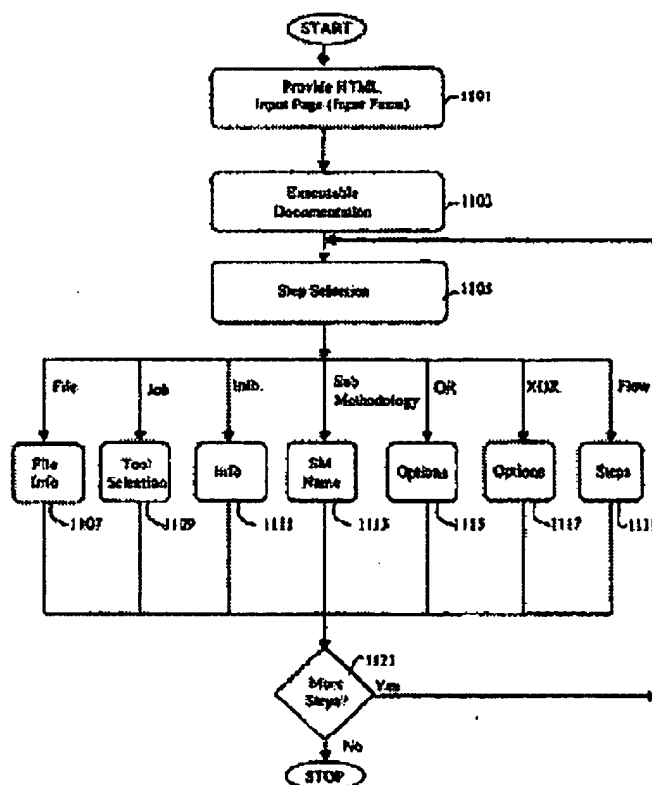 START
Provide HTML
Input Page (Input Form)
1101
Executable
Documentation
1103
Step Selection
1105
File
Job
Info.
Sub
Methodology
OR
XOR
Flow
File
Info
Tool
Selection
Info
SM
Name
Options
Options
Steps
1107
1109
1111
1113
1115
1117
More
Steps?
Yes
No
STOP